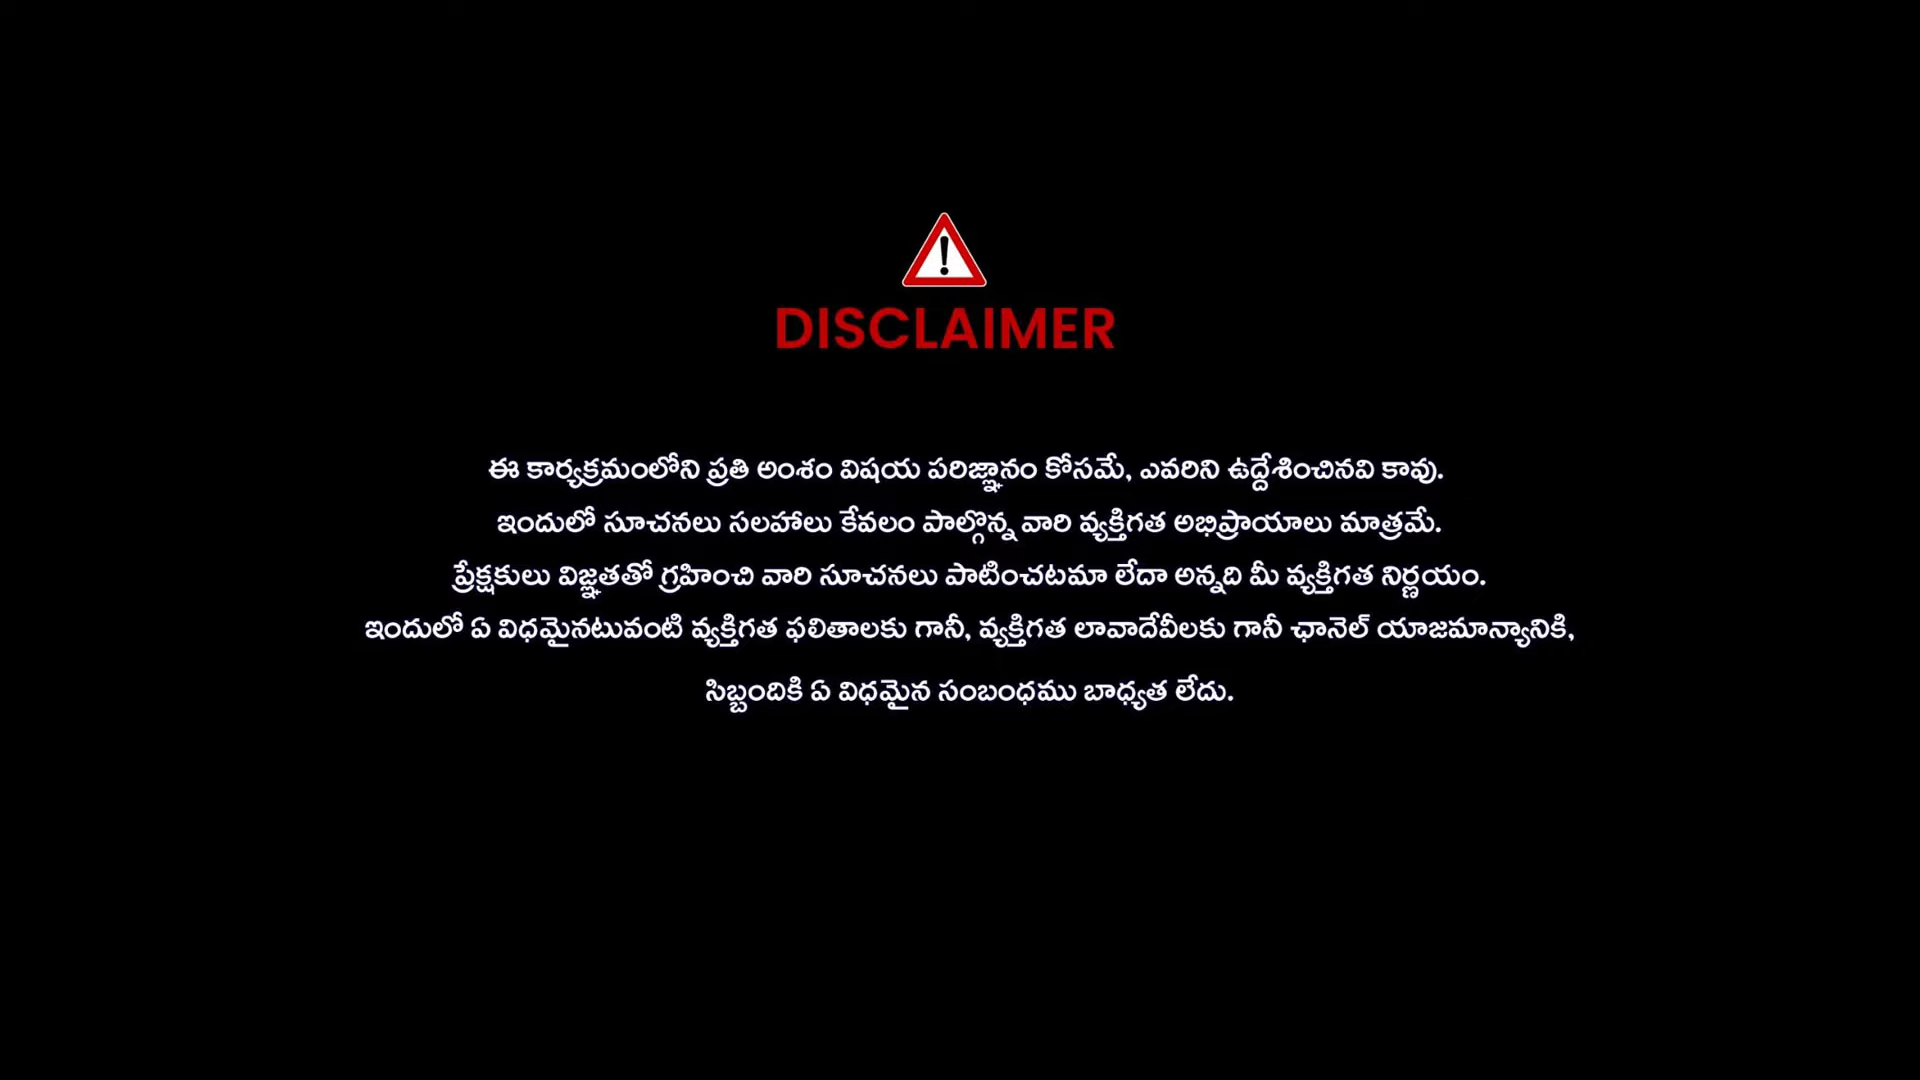 DISCLAIMER
ఈ కార్యక్రమంలోని ప్రతి అంశం విషయ పరిజ్ఞానం కోసమే, ఎవరిని ఉద్దేశించినవి కావు.
ఇందులో సూచనలు సలహాలు కేవలం పాల్గొన్న వారి వ్యక్తిగత అభిప్రాయాలు మాత్రమే.
ప్రేక్షకులు విజ్ఞతతో గ్రహించి వారి సూచనలు పాటించటమా లేదా అన్నది మీ వ్యక్తిగత నిర్ణయం.
ఇందులో ఏ విధమైనటువంటి వ్యక్తిగత ఫలితాలకు గానీ, వ్యక్తిగత లావాదేవీలకు గానీ ఛానెల్ యాజమాన్యానికి,
సిబ్బందికి ఏ విధమైన సంబంధము బాధ్యత లేదు.